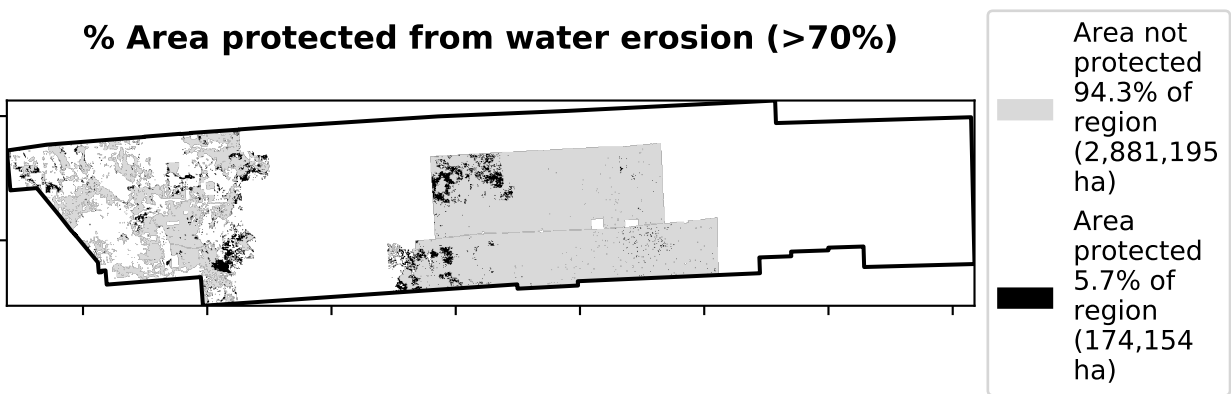 % Area protected from water erosion (>70%)
Area not
protected
94.3% of
region
(2,881,195
ha)
Area
protected
5.7% of
region
(174,154
ha)